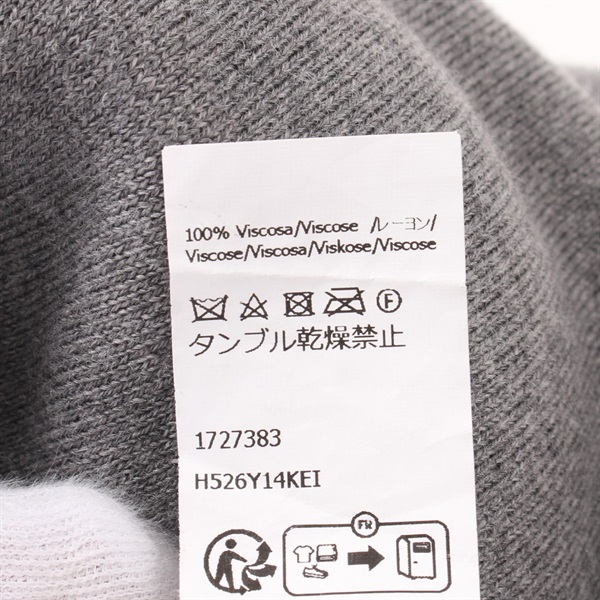 100% Viscosa/Viscose /レーヨン/
Viscose/Viscosa/Viskose/Viscose
F
タンブル乾燥禁止
1727383
H526Y14KEI
FR